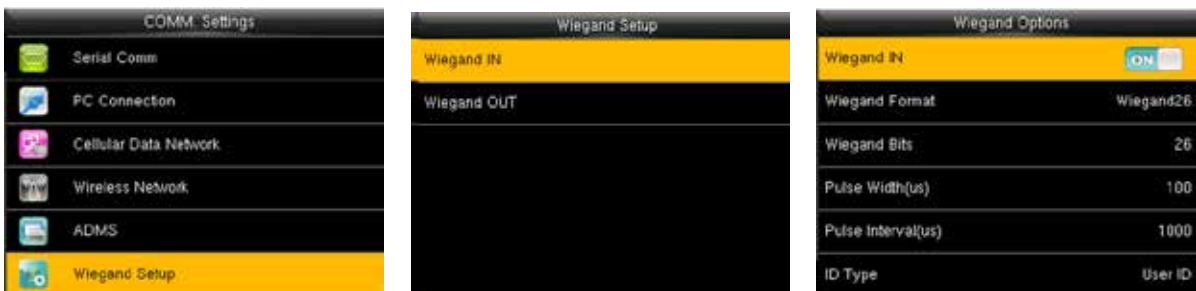 COMM. Settings
Serial Comm
PC Connection
Cellular Data Network
Wireless Network
ADMS
Wiegand Setup
Wiegand Setup
Wiegand IN
Wiegand OUT
Wiegand Options
Wiegand IN ON
Wiegand Format Wiegand26
Wiegand Bits 26
Pulse Width(us) 100
Pulse Interval(us) 1000
ID Type User ID